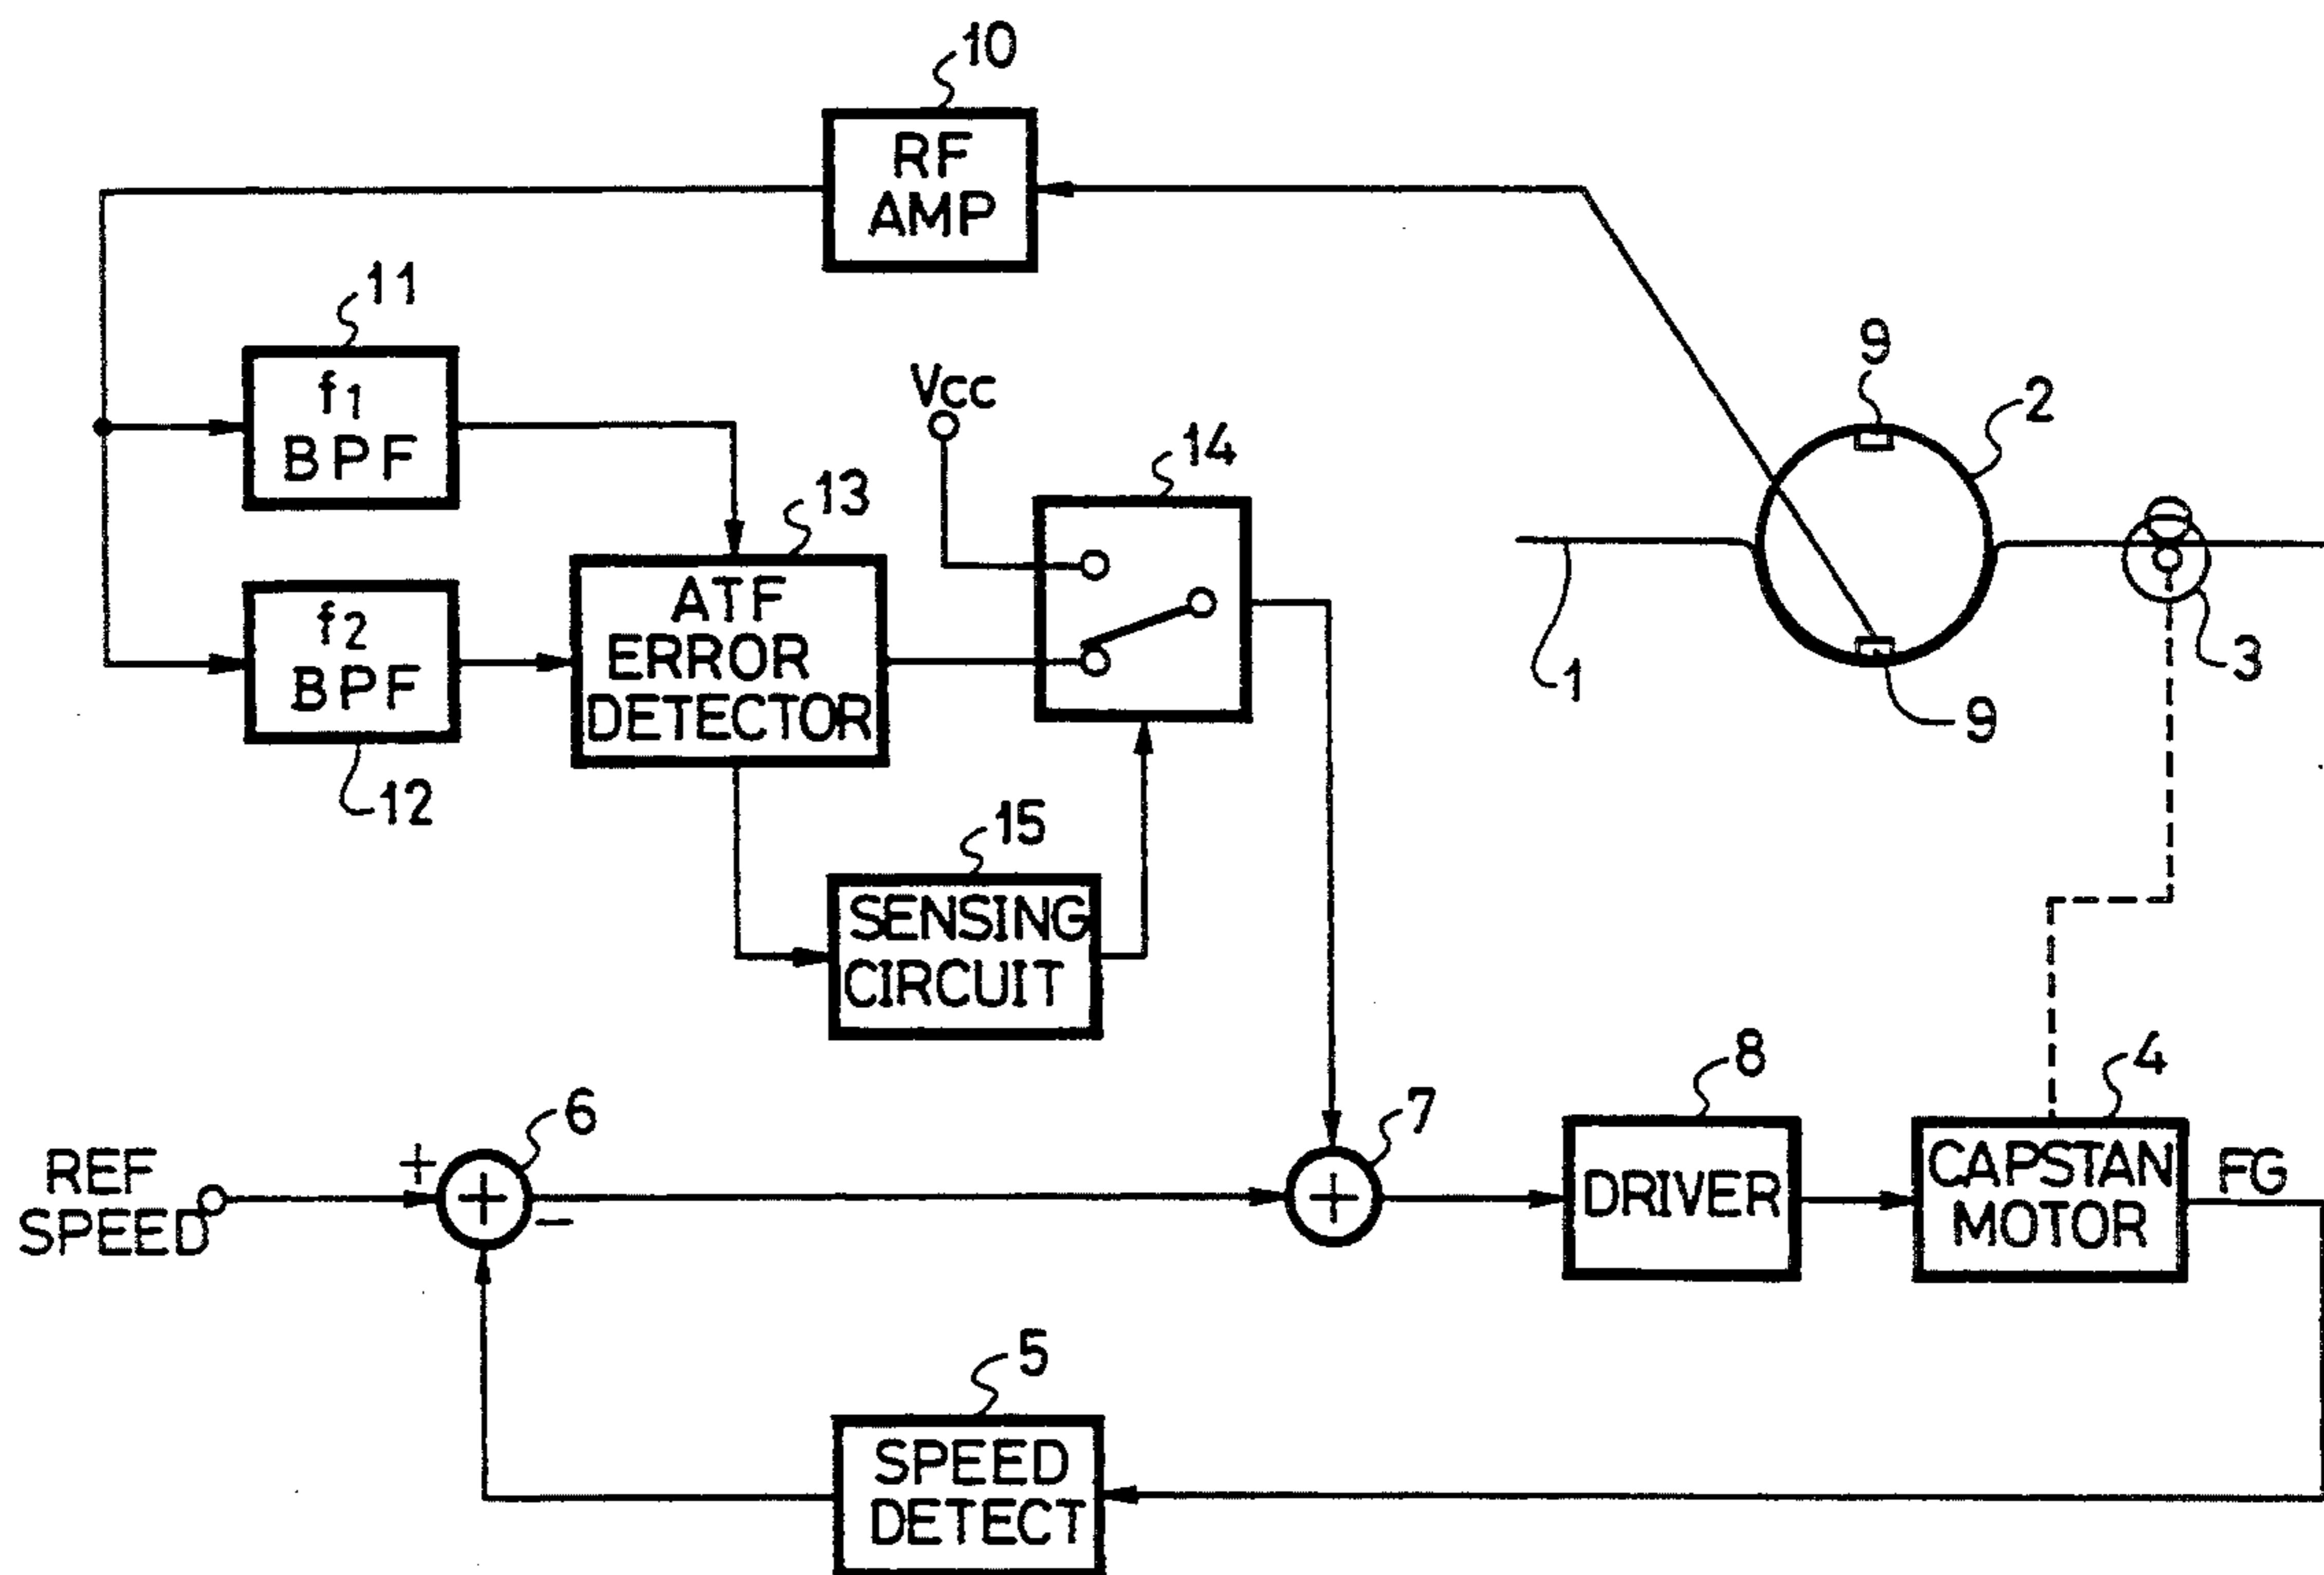 10
RF
AMP
11
f1
BPF
Vcc
9
2
14
13
ATF
ERROR
DETECTOR
f2
BPF
12
1
9
3
15
SENSING
CIRCUIT
8
4
6
7
REF
SPEED
+
+
−
+
DRIVER
CAPSTAN
MOTOR
FG
5
SPEED
DETECT